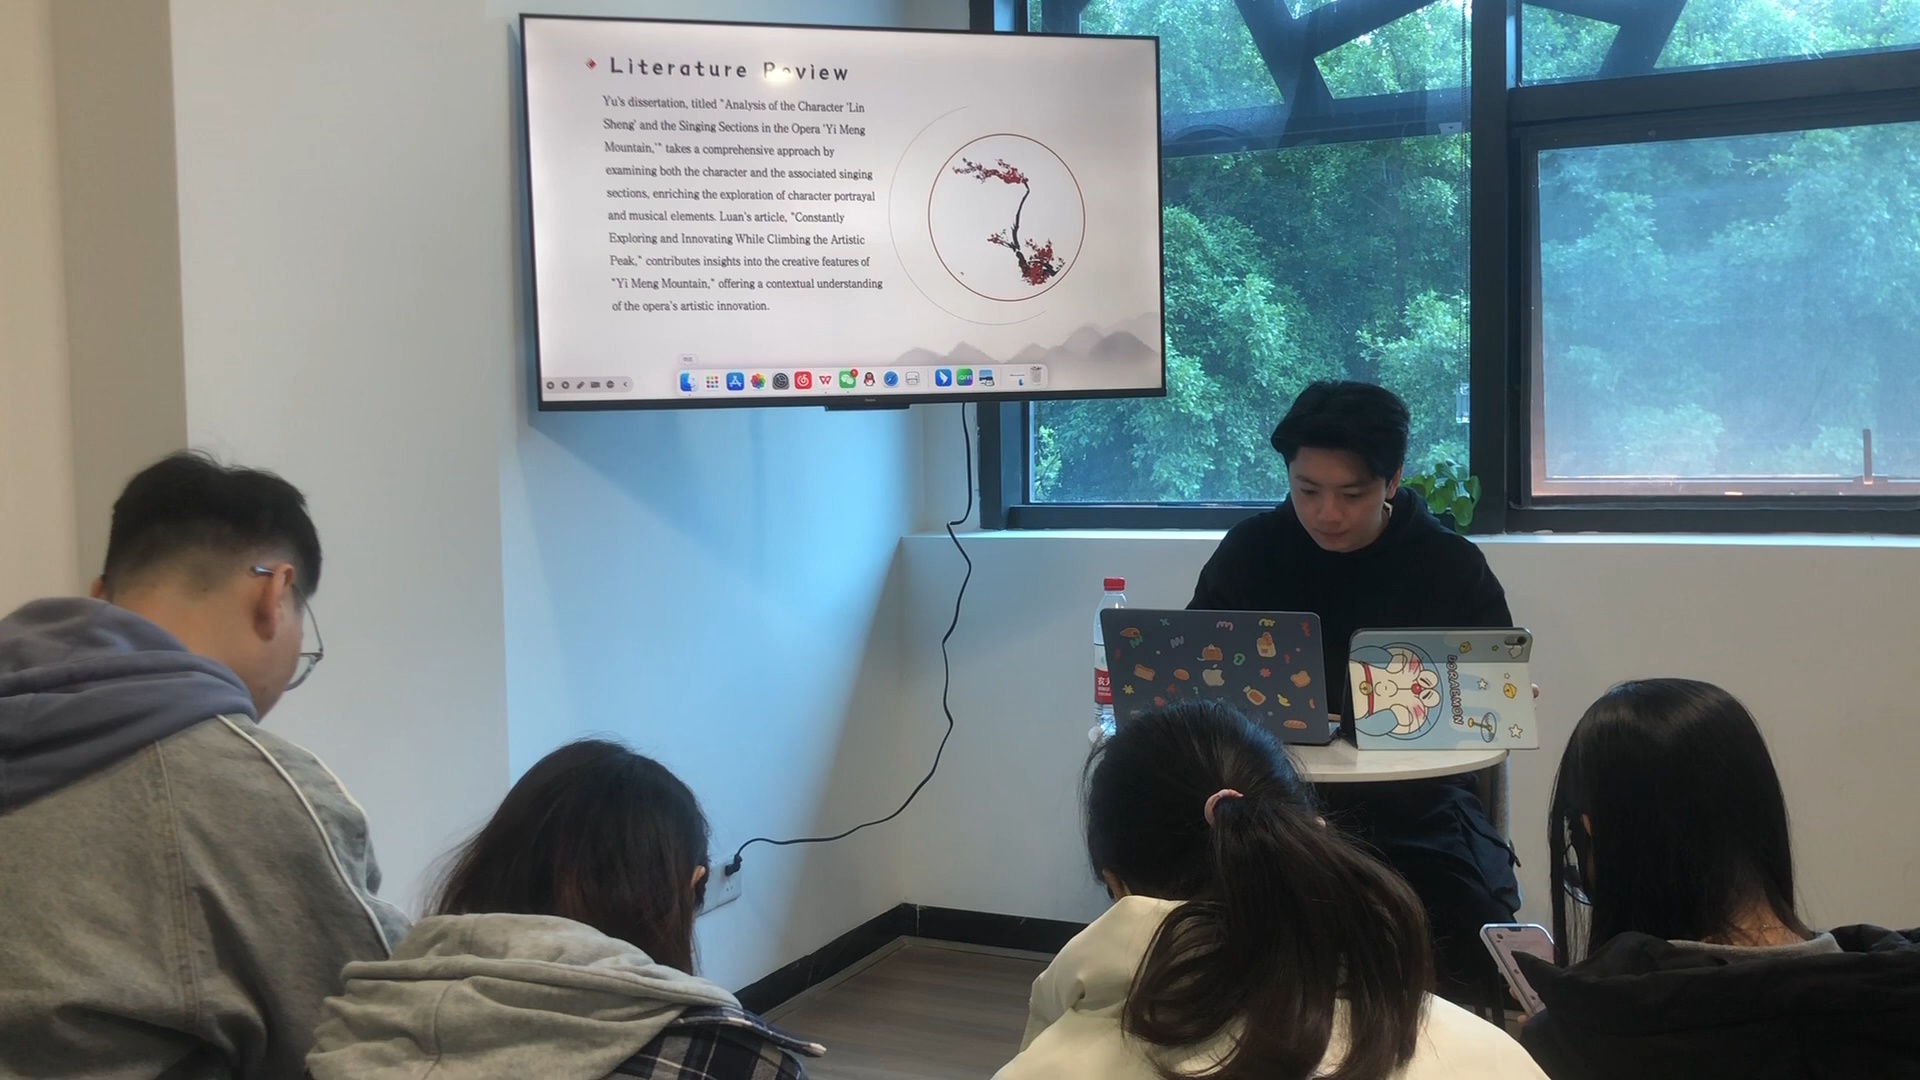 Literature Review
Yu's dissertation, titled "Analysis of the Character 'Lin
Sheng' and the Singing Sections in the Opera 'Yi Meng
Mountain,'" takes a comprehensive approach by
examining both the character and the associated singing
sections, enriching the exploration of character portrayal
and musical elements. Luan's article, "Constantly
Exploring and Innovating While Climbing the Artistic
Peak," contributes insights into the creative features of
"Yi Meng Mountain," offering a contextual understanding
of the opera's artistic innovation.
DORAEMON